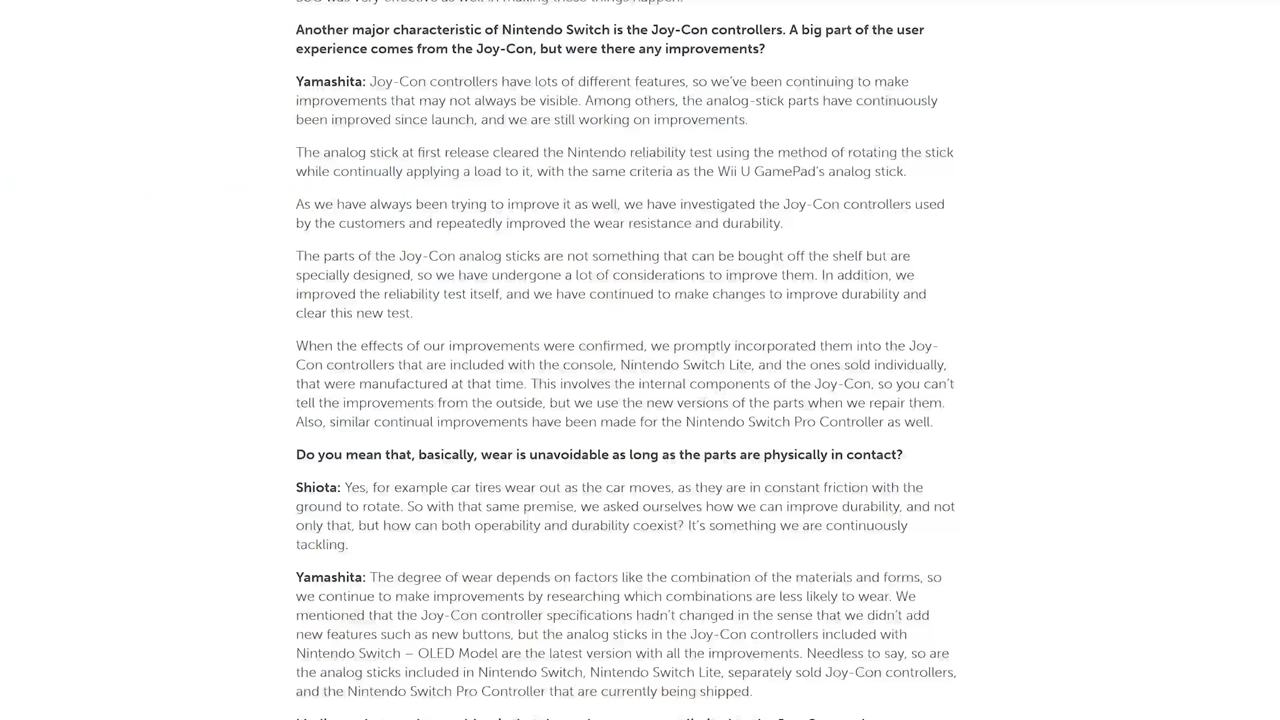 Another major characteristic of Nintendo Switch is the Joy-Con controllers. A big part of the user
experience comes from the Joy-Con, but were there any improvements?
Yamashita: Joy-Con controllers have lots of different features, so we've been continuing to make
improvements that may not always be visible. Among others, the analog-stick parts have continuously
been improved since launch, and we are still working on improvements.
The analog stick at first release cleared the Nintendo reliability test using the method of rotating the stick
while continually applying a load to it, with the same criteria as the Wii U GamePad's analog stick.
As we have always been trying to improve it as well, we have investigated the Joy-Con controllers used
by the customers and repeatedly improved the wear resistance and durability.
The parts of the Joy-Con analog sticks are not something that can be bought off the shelf but are
specially designed, so we have undergone a lot of considerations to improve them. In addition, we
improved the reliability test itself, and we have continued to make changes to improve durability and
clear this new test.
When the effects of our improvements were confirmed, we promptly incorporated them into the Joy-
Con controllers that are included with the console, Nintendo Switch Lite, and the ones sold individually,
that were manufactured at that time. This involves the internal components of the Joy-Con, so you can't
tell the improvements from the outside, but we use the new versions of the parts when we repair them.
Also, similar continual improvements have been made for the Nintendo Switch Pro Controller as well.
Do you mean that, basically, wear is unavoidable as long as the parts are physically in contact?
Shiota: Yes, for example car tires wear out as the car moves, as they are in constant friction with the
ground to rotate. So with that same premise, we asked ourselves how we can improve durability, and not
only that, but how can both operability and durability coexist? It's something we are continuously
tackling.
Yamashita: The degree of wear depends on factors like the combination of the materials and forms, so
we continue to make improvements by researching which combinations are less likely to wear. We
mentioned that the Joy-Con controller specifications hadn't changed in the sense that we didn't add
new features such as new buttons, but the analog sticks in the Joy-Con controllers included with
Nintendo Switch – OLED Model are the latest version with all the improvements. Needless to say, so are
the analog sticks included in Nintendo Switch, Nintendo Switch Lite, separately sold Joy-Con controllers,
and the Nintendo Switch Pro Controller that are currently being shipped.